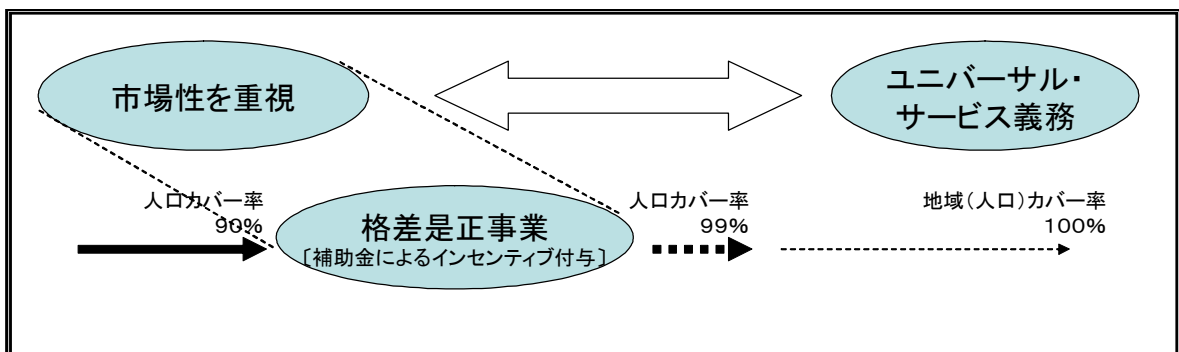 市場性を重視
ユニバーサル・
サービス義務
人口カバー率
90%
格差是正事業
〔補助金によるインセンティブ付与〕
人口カバー率
99%
地域(人口)カバー率
100%